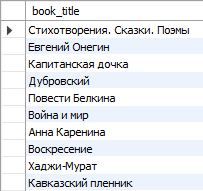 book_title
Стихотворения. Сказки. Поэмы
Евгений Онегин
Капитанская дочка
Дубровский
Повести Белкина
Война и мир
Анна Каренина
Воскресение
Хаджи-Мурат
Кавказский пленник